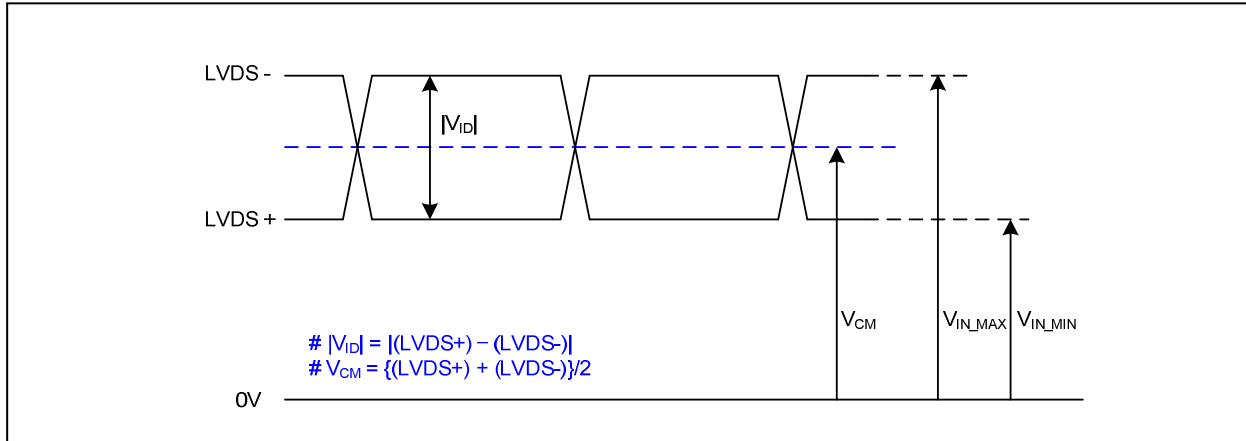 LVDS -
|VID|
LVDS +
VCM
VIN_MAX
VIN_MIN
# |VID| = |(LVDS+) – (LVDS-)|
# VCM = {(LVDS+) + (LVDS-)}/2
0V